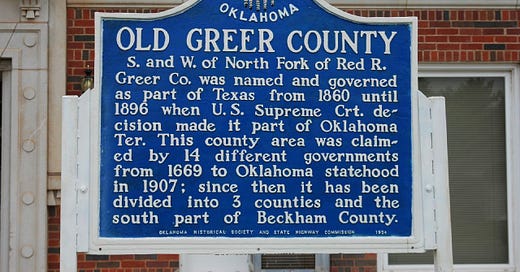 OKLAHOMA
OLD GREER COUNTY
S. and W. of North Fork of Red R.
Greer Co. was named and governed
as part of Texas from 1860 until
1896 when U.S. Supreme Crt. de-
cision made it part of Oklahoma
Ter. This county area was claim-
ed by 14 different governments
from 1669 to Oklahoma statehood
in 1907; since then it has been
divided into 3 counties and the
south part of Beckham County.
OKLAHOMA HISTORICAL SOCIETY AND STATE HIGHWAY COMMISSION 1954